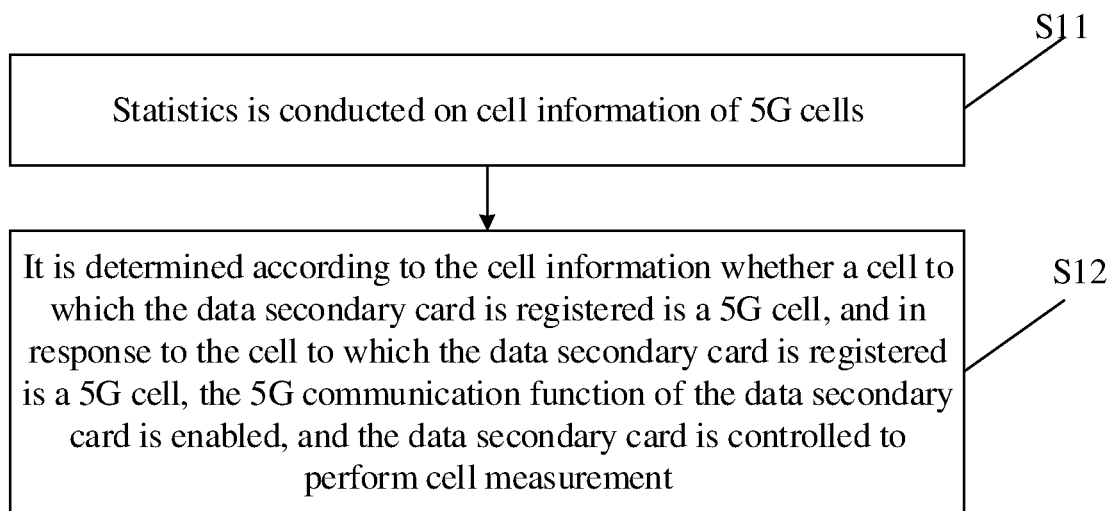 S11
Statistics is conducted on cell information of 5G cells
It is determined according to the cell information whether a cell to
which the data secondary card is registered is a 5G cell, and in
response to the cell to which the data secondary card is registered
is a 5G cell, the 5G communication function of the data secondary
card is enabled, and the data secondary card is controlled to
perform cell measurement
S12